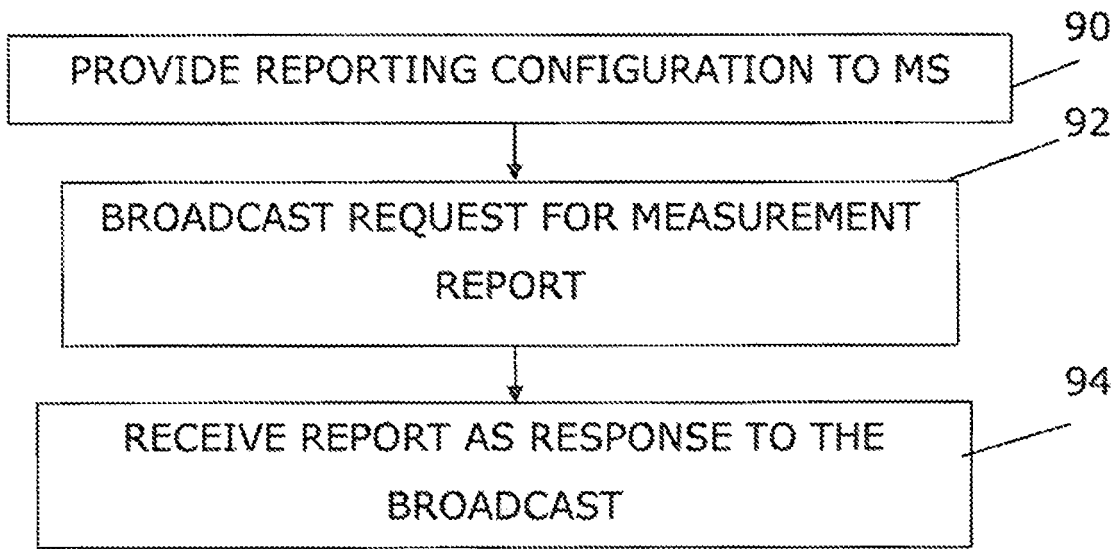 90
PROVIDE REPORTING CONFIGURATION TO MS
92
BROADCAST REQUEST FOR MEASUREMENT
REPORT
94
RECEIVE REPORT AS RESPONSE TO THE
BROADCAST